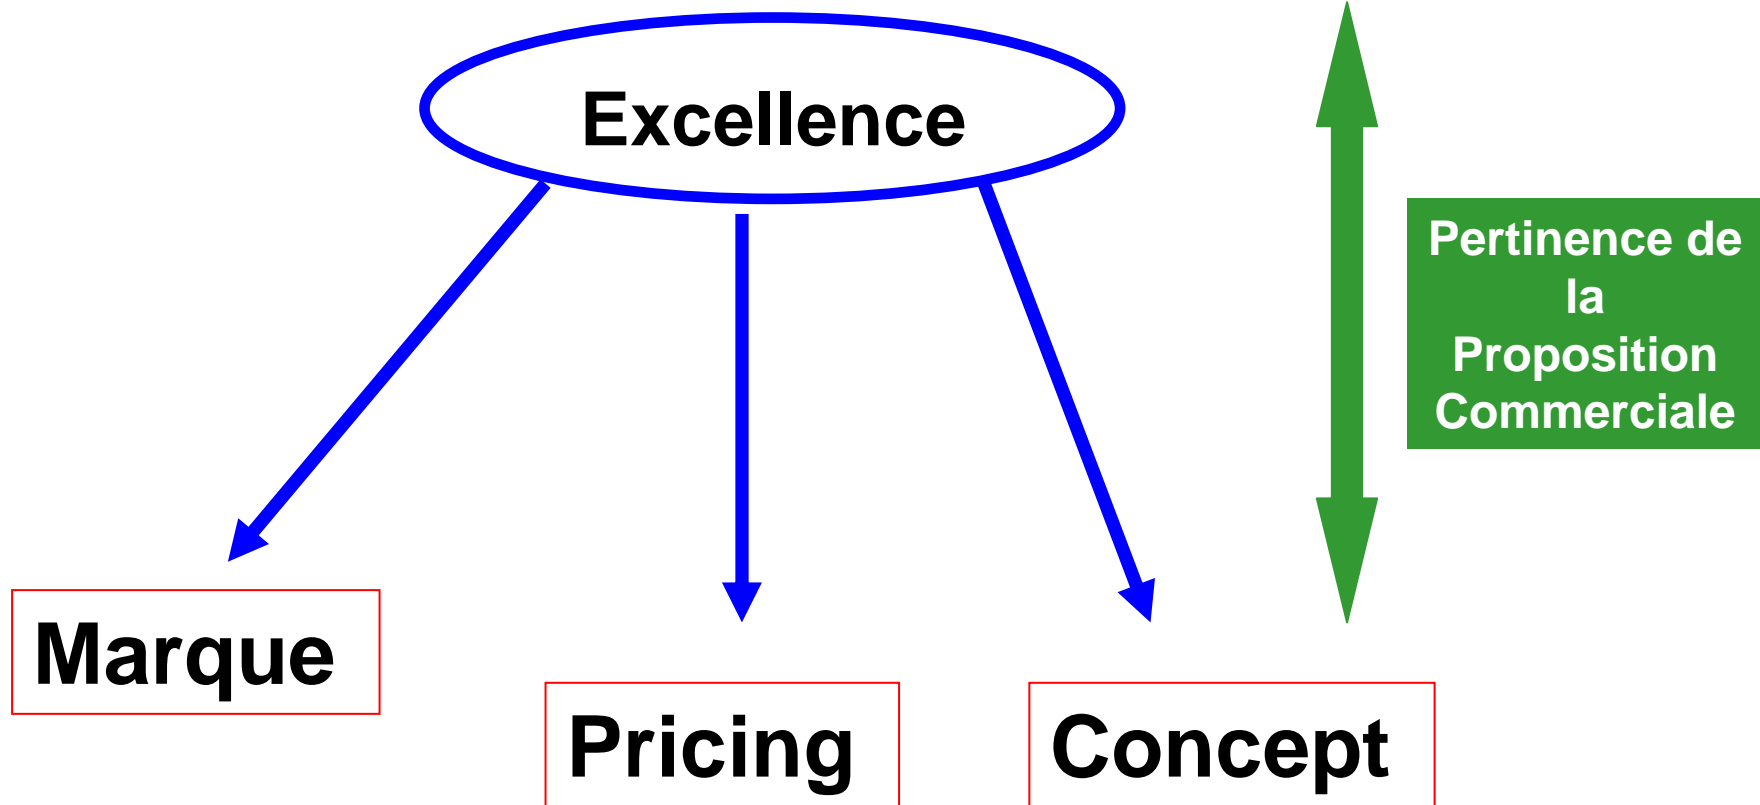 Excellence
Pertinence de
la
Proposition
Commerciale
Marque
Pricing
Concept